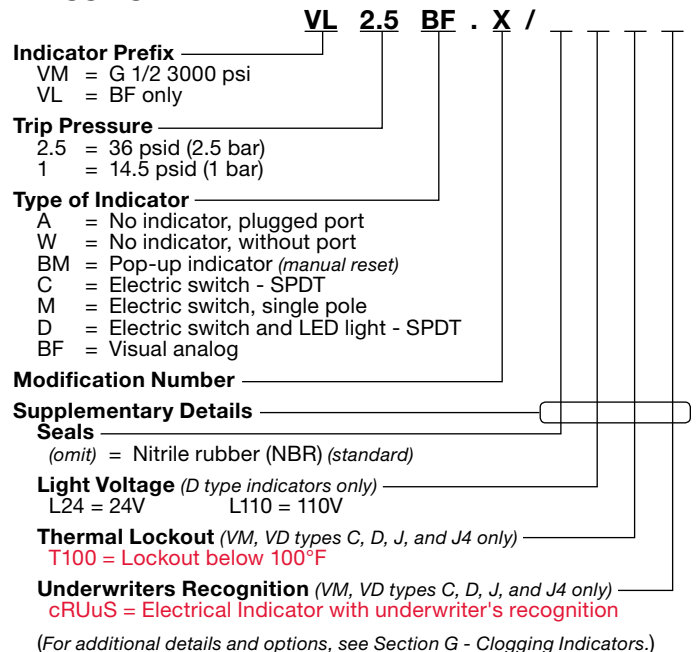 VL 2.5 BF . X /
Indicator Prefix
VM = G 1/2 3000 psi
VL = BF only
Trip Pressure
2.5 = 36 psid (2.5 bar)
1 = 14.5 psid (1 bar)
Type of Indicator
A = No indicator, plugged port
W = No indicator, without port
BM = Pop-up indicator (manual reset)
C = Electric switch - SPDT
M = Electric switch, single pole
D = Electric switch and LED light - SPDT
BF = Visual analog
Modification Number
Supplementary Details
Seals
(omit) = Nitrile rubber (NBR) (standard)
Light Voltage (D type indicators only)
L24 = 24V L110 = 110V
Thermal Lockout (VM, VD types C, D, J, and J4 only)
T100 = Lockout below 100°F
Underwriters Recognition (VM, VD types C, D, J, and J4 only)
cRUuS = Electrical Indicator with underwriter's recognition
(For additional details and options, see Section G - Clogging Indicators.)